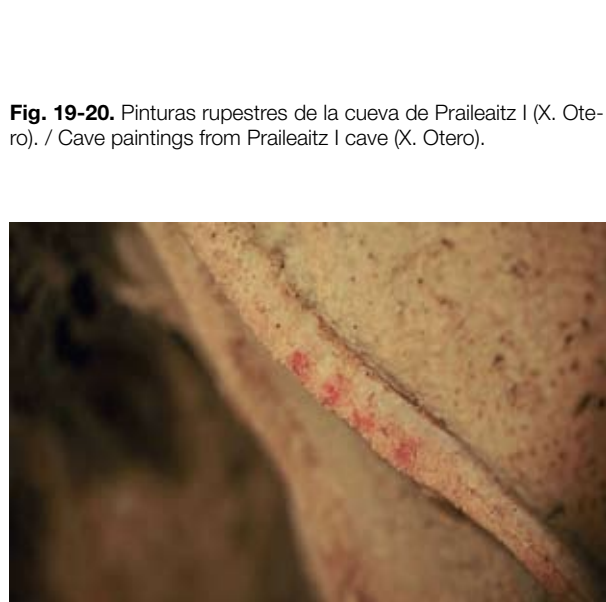 Fig. 19-20. Pinturas rupestres de la cueva de Praileaitz I (X. Ote-
ro). / Cave paintings from Praileaitz I cave (X. Otero).